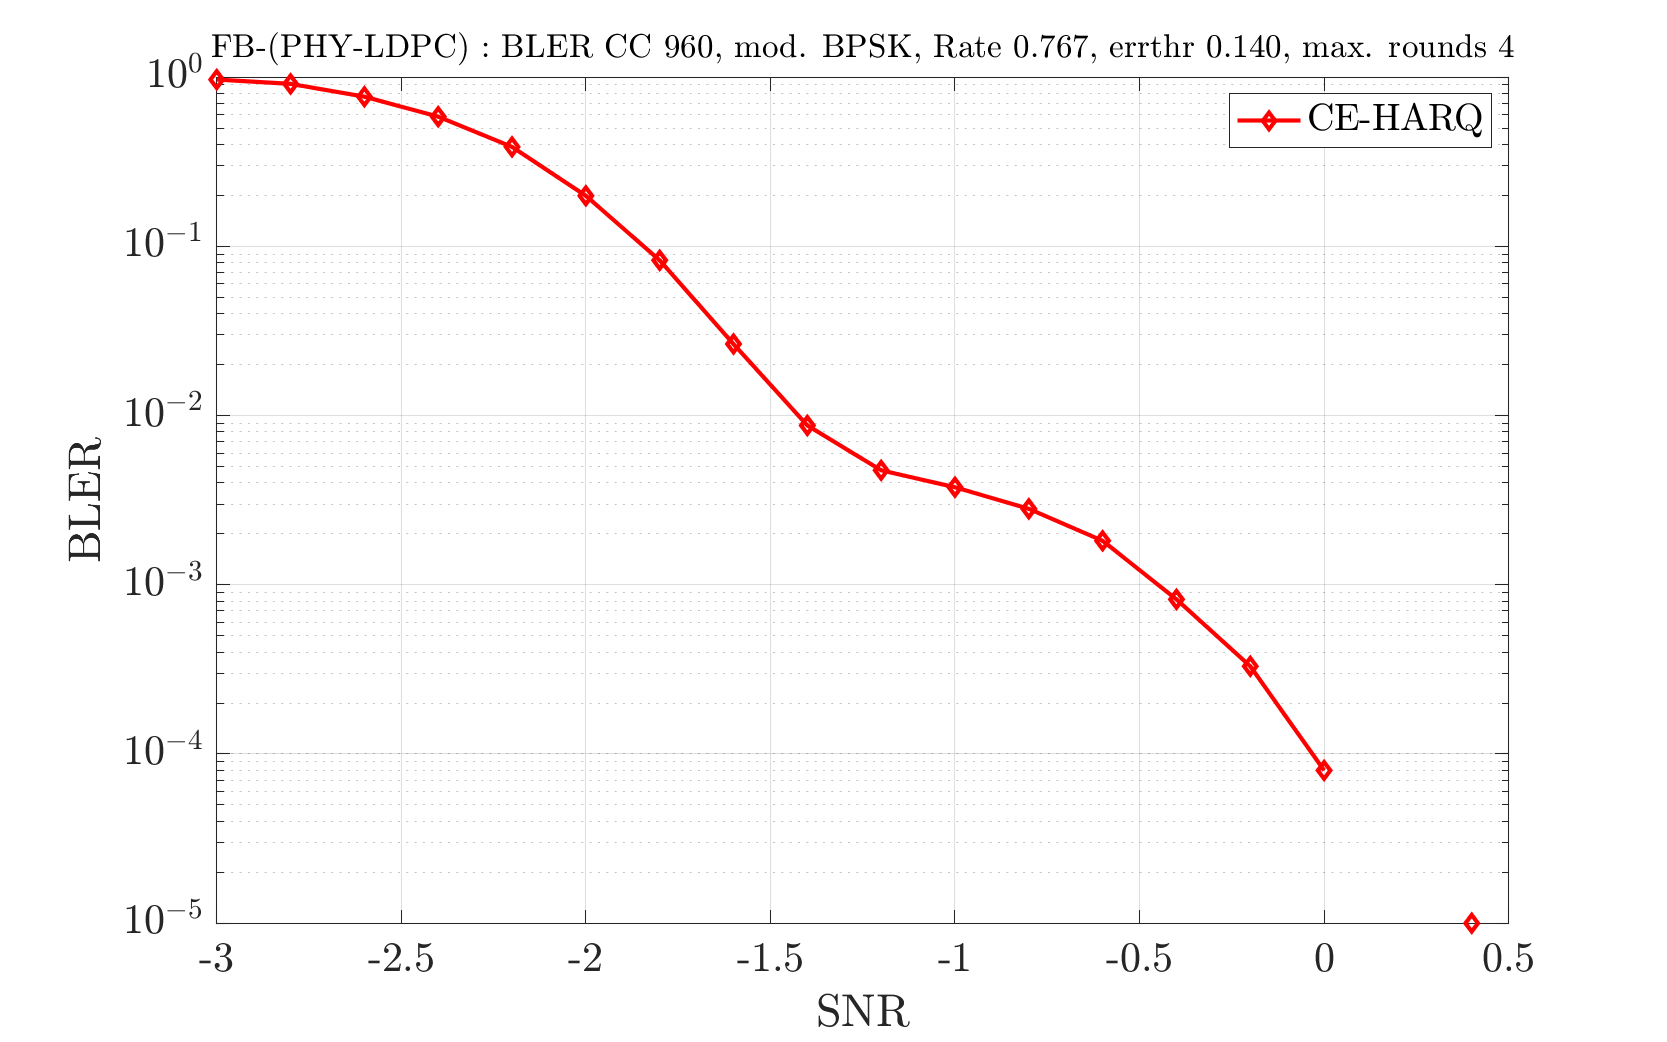 FB-(PHY-LDPC) : BLER CC 960, mod. BPSK, Rate 0.767, errthr 0.140, max. rounds 4
CE-HARQ
10^0
10^{-1}
10^{-2}
10^{-3}
10^{-4}
10^{-5}
BLER
-3 -2.5 -2 -1.5 -1 -0.5 0 0.5
SNR